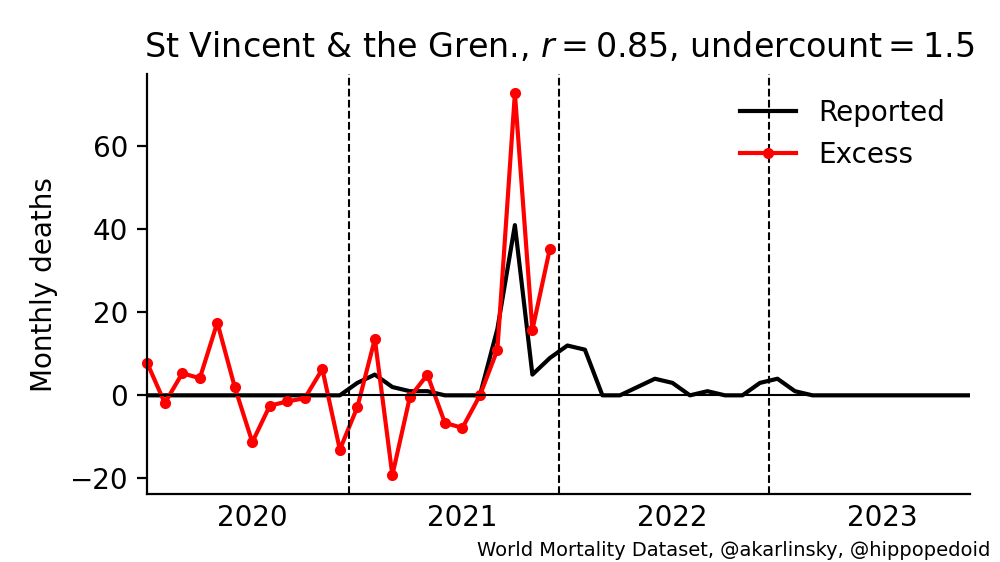 St Vincent & the Gren., r = 0.85, undercount = 1.5
Reported
Excess
Monthly deaths
60
40
20
0
−20
2020
2021
2022
2023
World Mortality Dataset, @akarlinsky, @hippopedoid